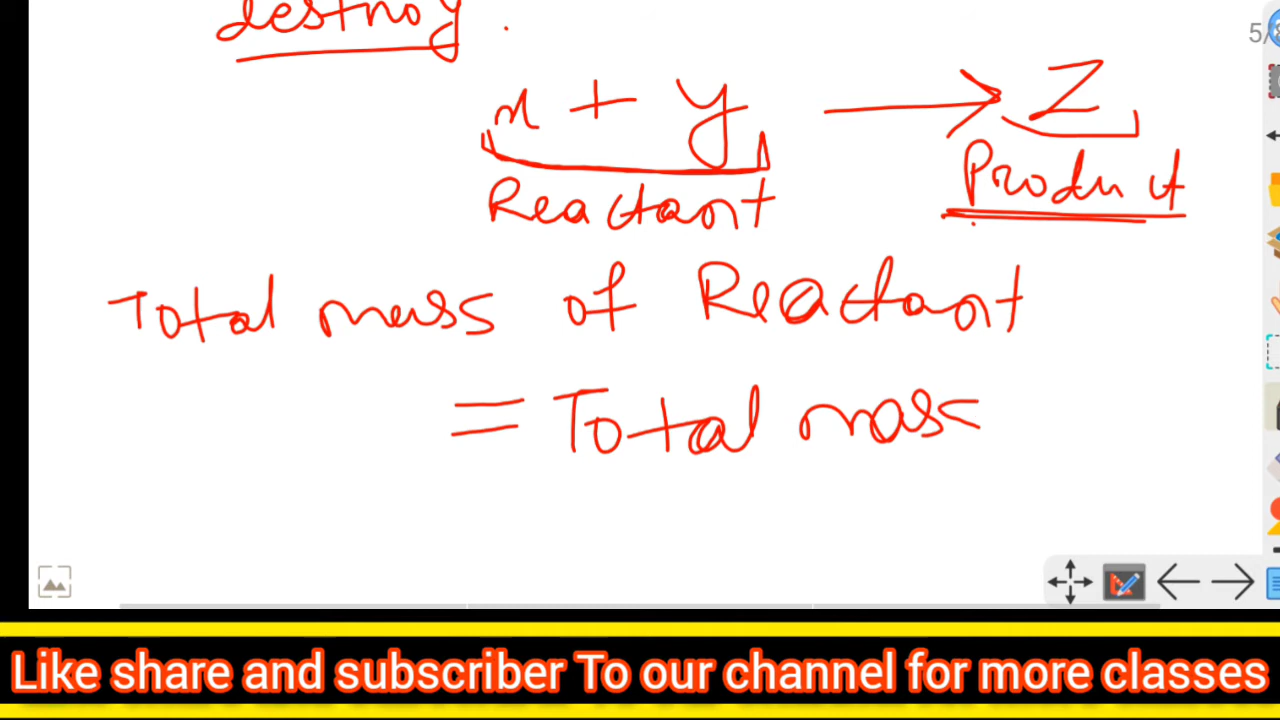 destroy.
5/
x + y → Z
Reactant Product
Total mass of Reactant
= Total mass
Like share and subscriber To our channel for more classes